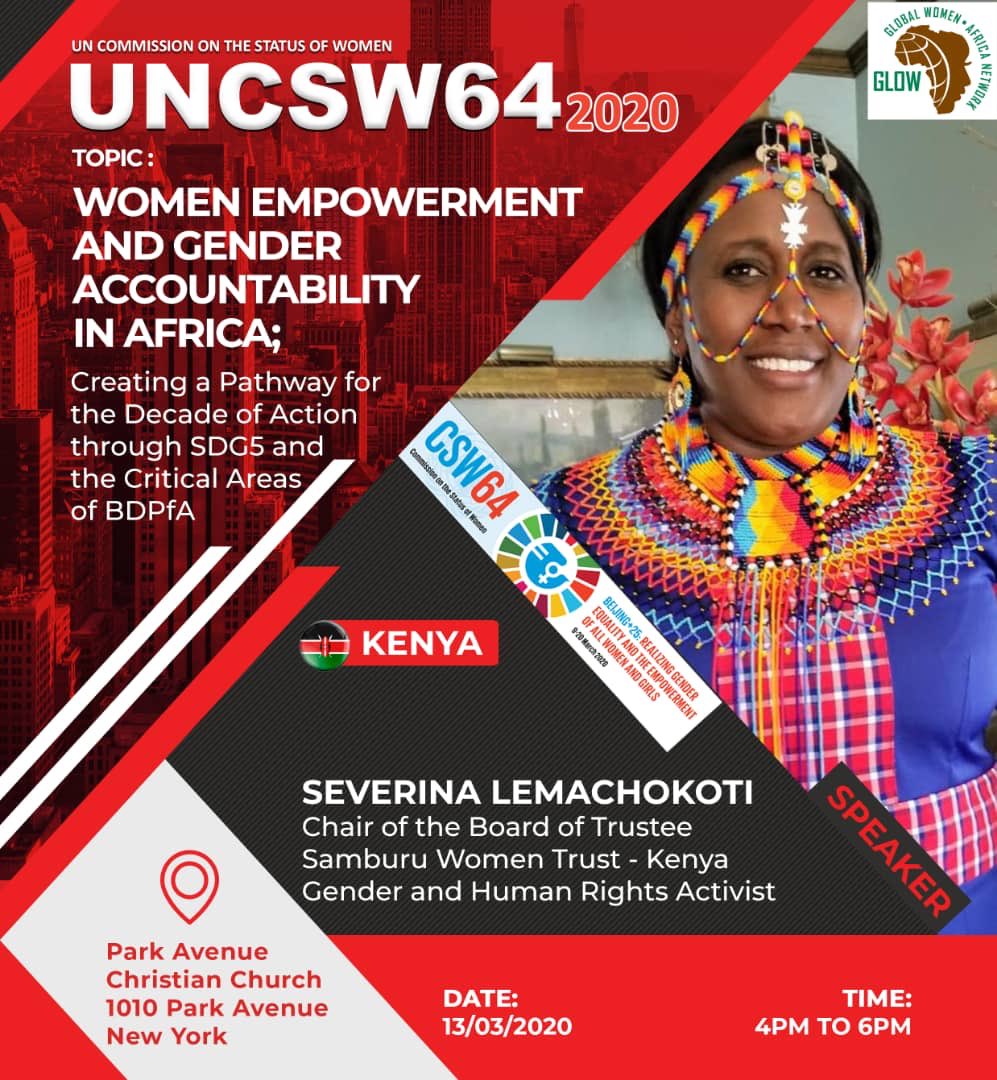 UN COMMISSION ON THE STATUS OF WOMEN
UNCSW64 2020
TOPIC :
WOMEN EMPOWERMENT
AND GENDER
ACCOUNTABILITY
IN AFRICA;
Creating a Pathway for
the Decade of Action
through SDG5 and
the Critical Areas
of BDPfA
GLOBAL WOMEN • AFRICA NETWORK
GLOW
CSW64
Commission on the Status of Women
BEIJING+25: REALIZING GENDER
EQUALITY AND THE EMPOWERMENT
OF ALL WOMEN AND GIRLS
9-20 March 2020
KENYA
SEVERINA LEMACHOKOTI
Chair of the Board of Trustee
Samburu Women Trust - Kenya
Gender and Human Rights Activist
SPEAKER
Park Avenue
Christian Church
1010 Park Avenue
New York
DATE:
13/03/2020
TIME:
4PM TO 6PM